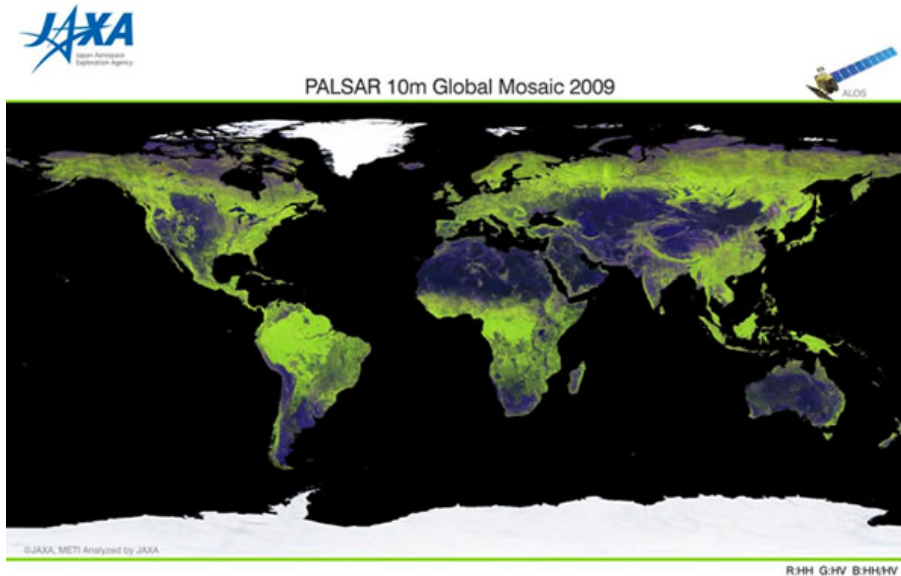 JAXA
Japan Aerospace
Exploration Agency
PALSAR 10m Global Mosaic 2009
ALOS
©JAXA, METI Analyzed by JAXA
R:HH G:HV B:HH/HV